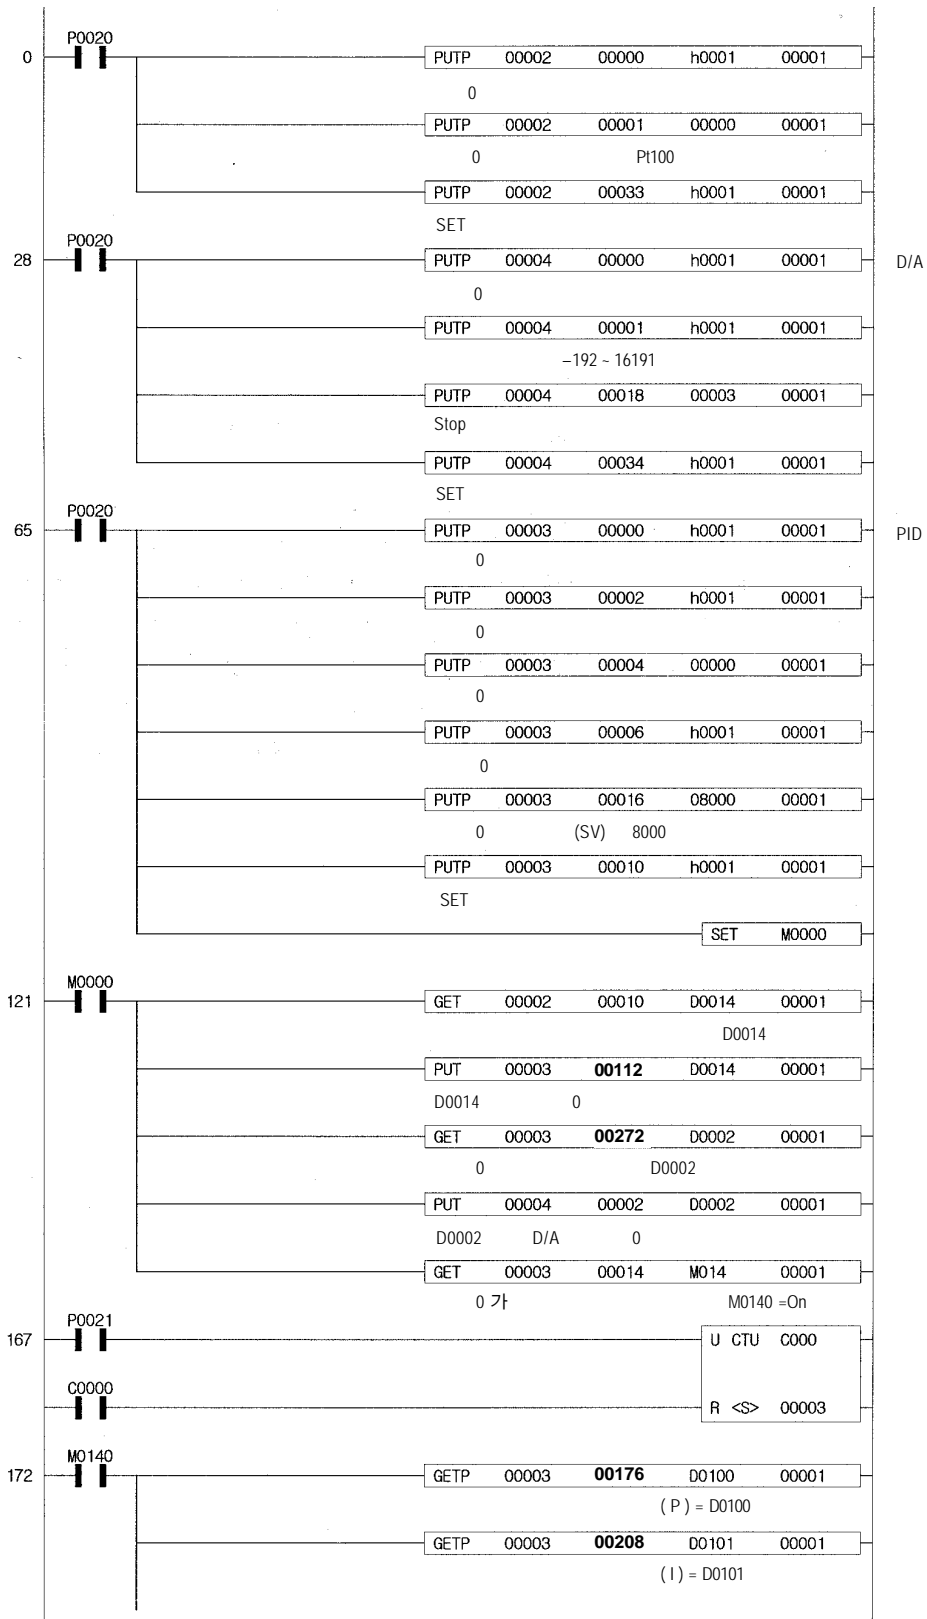 P0020
0 PUTP 00002 00000 h0001 00001
0
PUTP 00002 00001 00000 00001
0 Pt100
PUTP 00002 00033 h0001 00001
SET
P0020
28 PUTP 00004 00000 h0001 00001 D/A
0
PUTP 00004 00001 h0001 00001
–192 ~ 16191
PUTP 00004 00018 00003 00001
Stop
PUTP 00004 00034 h0001 00001
SET
P0020
65 PUTP 00003 00000 h0001 00001 PID
0
PUTP 00003 00002 h0001 00001
0
PUTP 00003 00004 00000 00001
0
PUTP 00003 00006 h0001 00001
0
PUTP 00003 00016 08000 00001
0 (SV) 8000
PUTP 00003 00010 h0001 00001
SET
SET M0000
M0000
121 GET 00002 00010 D0014 00001
D0014
PUT 00003 00112 D0014 00001
D0014 0
GET 00003 00272 D0002 00001
0 D0002
PUT 00004 00002 D0002 00001
D0002 D/A 0
GET 00003 00014 M014 00001
0 가 M0140 =On
P0021
167 U CTU C000
C0000
R <S> 00003
M0140
172 GETP 00003 00176 D0100 00001
( P ) = D0100
GETP 00003 00208 D0101 00001
( I ) = D0101